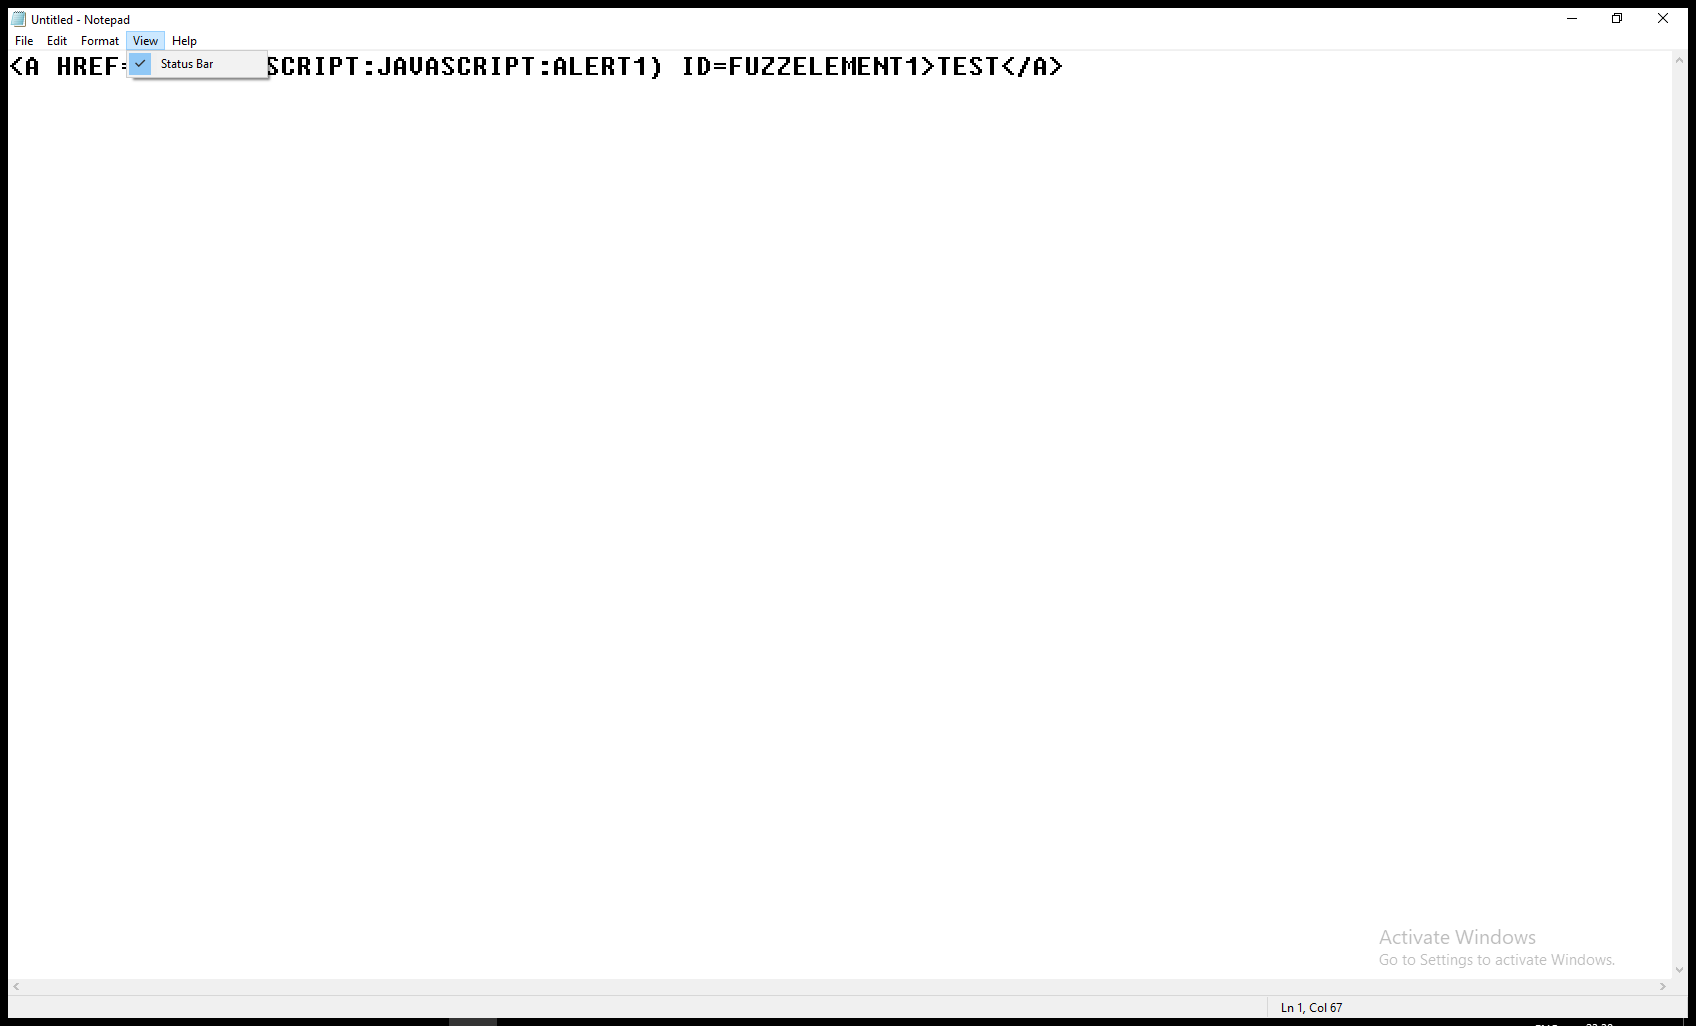 Untitled - Notepad
File Edit Format View Help
Status Bar
<A HREF= SCRIPT:JAVASCRIPT:ALERT1) ID=FUZZELEMENT1>TEST</A>
Activate Windows
Go to Settings to activate Windows.
Ln 1, Col 67